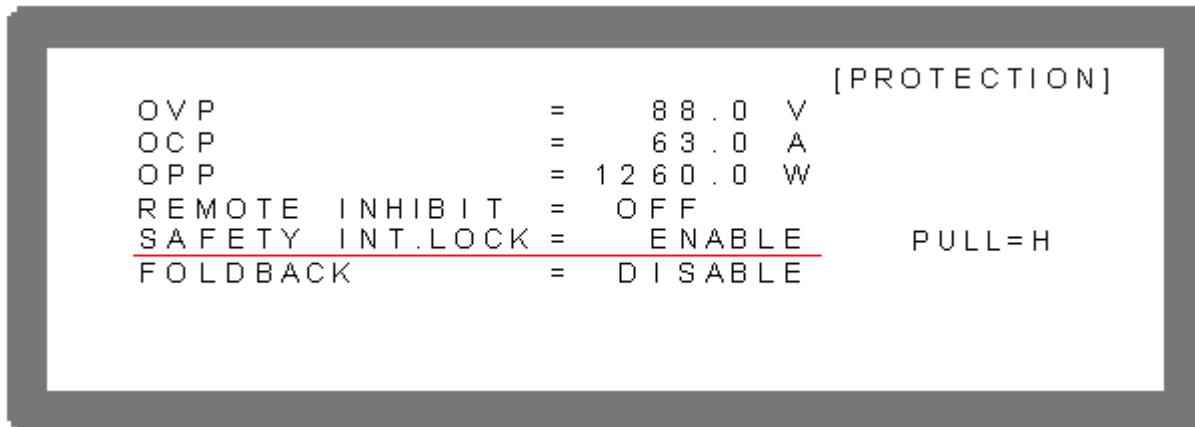 [PROTECTION]
OVP = 88.0 V
OCP = 63.0 A
OPP = 1260.0 W
REMOTE INHIBIT = OFF
SAFETY INT.LOCK = ENABLE PULL=H
FOLDBACK = DISABLE